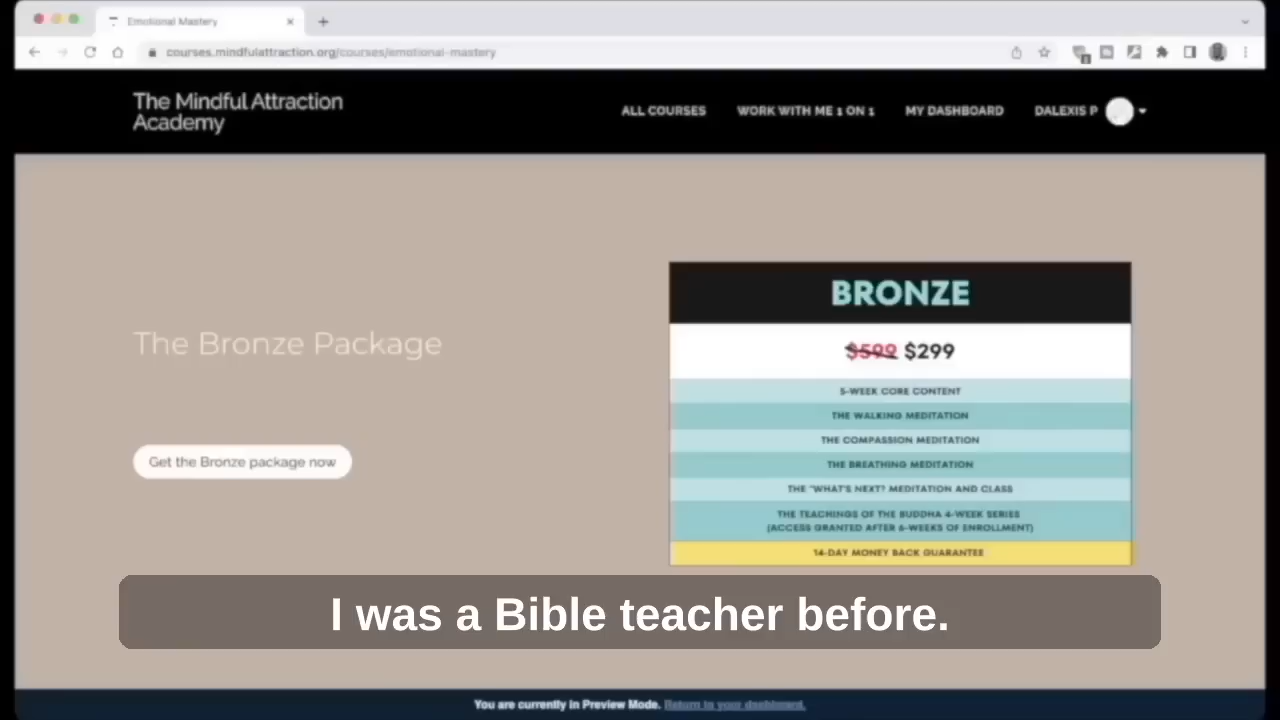 Emotional Mastery
courses.mindfulattraction.org/courses/emotional-mastery
The Mindful Attraction
Academy
ALL COURSES
WORK WITH ME 1 ON 1
MY DASHBOARD
DALEXIS P
The Bronze Package
Get the Bronze package now
BRONZE
$599 $299
5-WEEK CORE CONTENT
THE WALKING MEDITATION
THE COMPASSION MEDITATION
THE BREATHING MEDITATION
THE "WHAT'S NEXT? MEDITATION AND CLASS
THE TEACHINGS OF THE BUDDHA 4-WEEK SERIES
(ACCESS GRANTED AFTER 6-WEEKS OF ENROLLMENT)
14-DAY MONEY BACK GUARANTEE
I was a Bible teacher before.
You are currently in Preview Mode. Return to your dashboard.